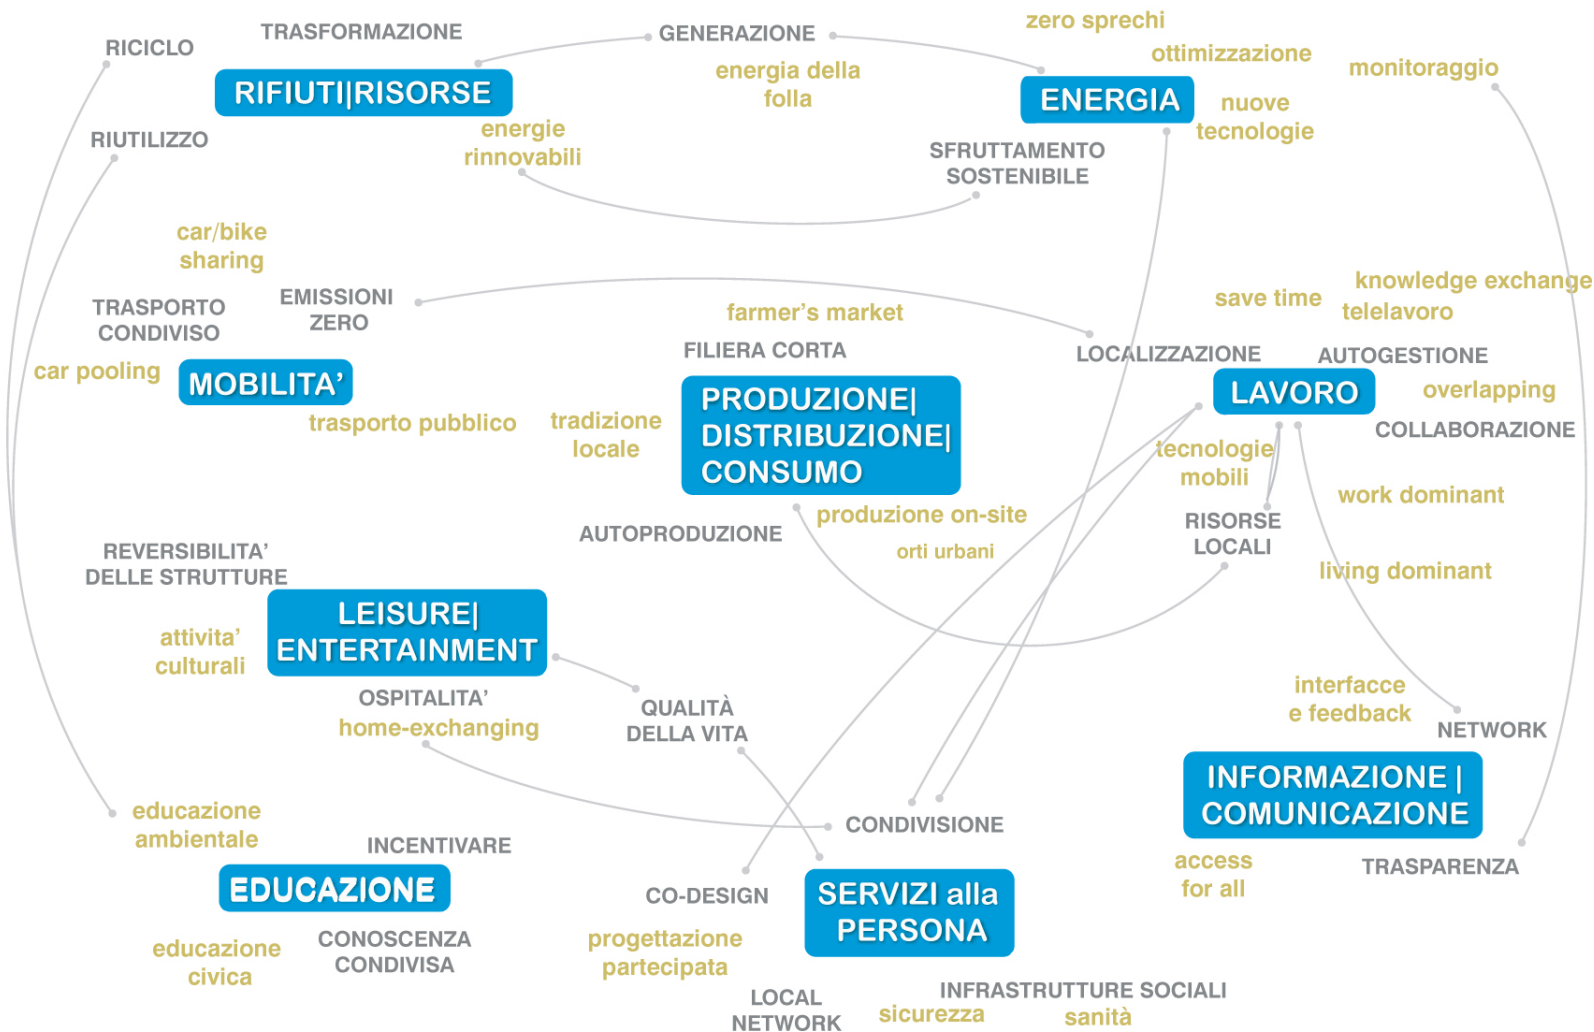 RICICLO
TRASFORMAZIONE
GENERAZIONE
zero sprechi
ottimizzazione
monitoraggio
RIFIUTI|RISORSE
energia della
folla
ENERGIA
nuove
tecnologie
RIUTILIZZO
energie
rinnovabili
SFRUTTAMENTO
SOSTENIBILE
car/bike
sharing
TRASPORTO
CONDIVISO
EMISSIONI
ZERO
car pooling
MOBILITA'
trasporto pubblico
farmer's market
FILIERA CORTA
tradizione
locale
PRODUZIONE|
DISTRIBUZIONE|
CONSUMO
AUTOPRODUZIONE
produzione on-site
orti urbani
save time
knowledge exchange
telelavoro
LOCALIZZAZIONE
AUTOGESTIONE
LAVORO
overlapping
COLLABORAZIONE
tecnologie
mobili
work dominant
RISORSE
LOCALI
living dominant
REVERSIBILITA'
DELLE STRUTTURE
LEISURE|
ENTERTAINMENT
attivita'
culturali
OSPITALITA'
home-exchanging
QUALITÀ
DELLA VITA
interfacce
e feedback
NETWORK
INFORMAZIONE |
COMUNICAZIONE
access
for all
TRASPARENZA
educazione
ambientale
INCENTIVARE
EDUCAZIONE
educazione
civica
CONOSCENZA
CONDIVISA
CONDIVISIONE
CO-DESIGN
progettazione
partecipata
SERVIZI alla
PERSONA
LOCAL
NETWORK
sicurezza
INFRASTRUTTURE SOCIALI
sanità